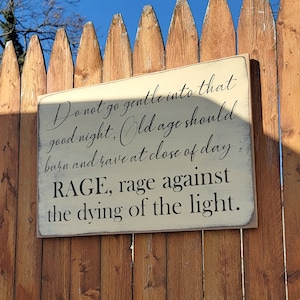 Do not go gentle into that
good night, Old age should
burn and rave at close of day;
RAGE, rage against
the dying of the light.